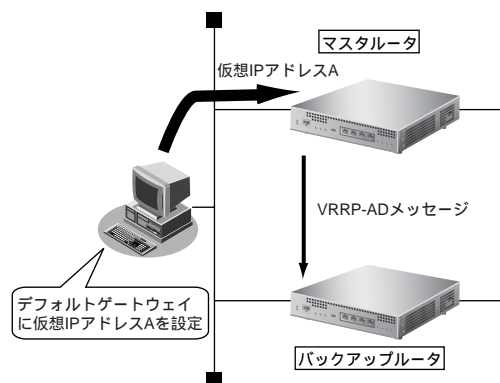 マスタルータ
仮想IPアドレスA
VRRP-ADメッセージ
デフォルトゲートウェイ
に仮想IPアドレスAを設定
バックアップルータ